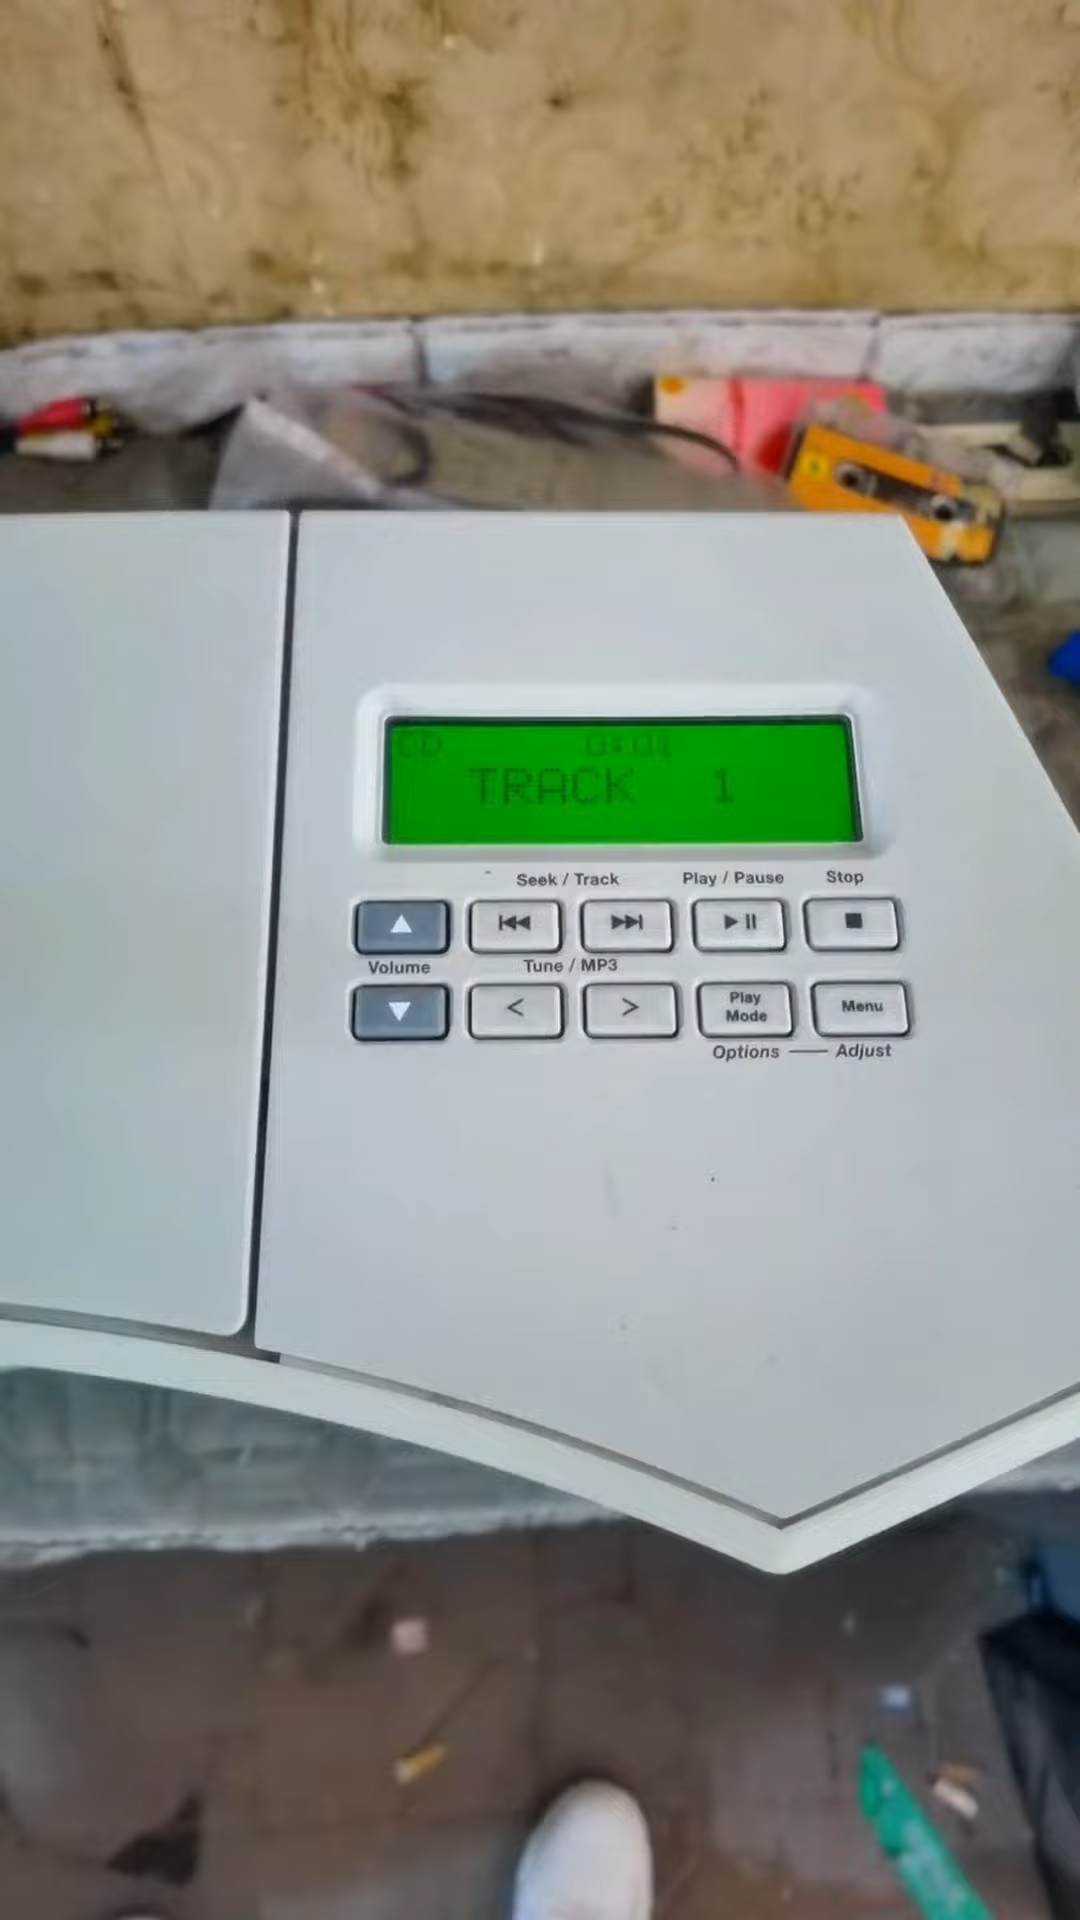 CD 0:01
TRACK 1
Seek / Track Play / Pause Stop
Volume Tune / MP3
< > Play Mode Menu
Options — Adjust